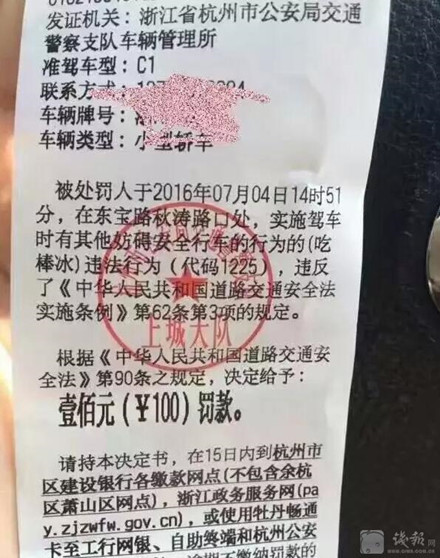 发证机关：浙江省杭州市公安局交通
警察支队车辆管理所
准驾车型：C1
联系方式：
车辆牌号：
车辆类型：小型轿车
被处罚人于2016年07月04日14时51
分，在东宝路秋涛路口处，实施驾车
时有其他妨碍安全行车的行为的(吃
棒冰)违法行为（代码1225），违反
了《中华人民共和国道路交通安全法
实施条例》第62条第3项的规定。
上城大队
根据《中华人民共和国道路交通安
全法》第90条之规定，决定给予：
壹佰元(￥100)罚款。
请持本决定书，在15日内到杭州市
区建设银行各缴款网点(不包含余杭
区萧山区网点)，浙江政务服务网(pa
y.zjzwfw.gov.cn)，或使用牡丹畅通
卡至工行网银、自助终端和杭州公安